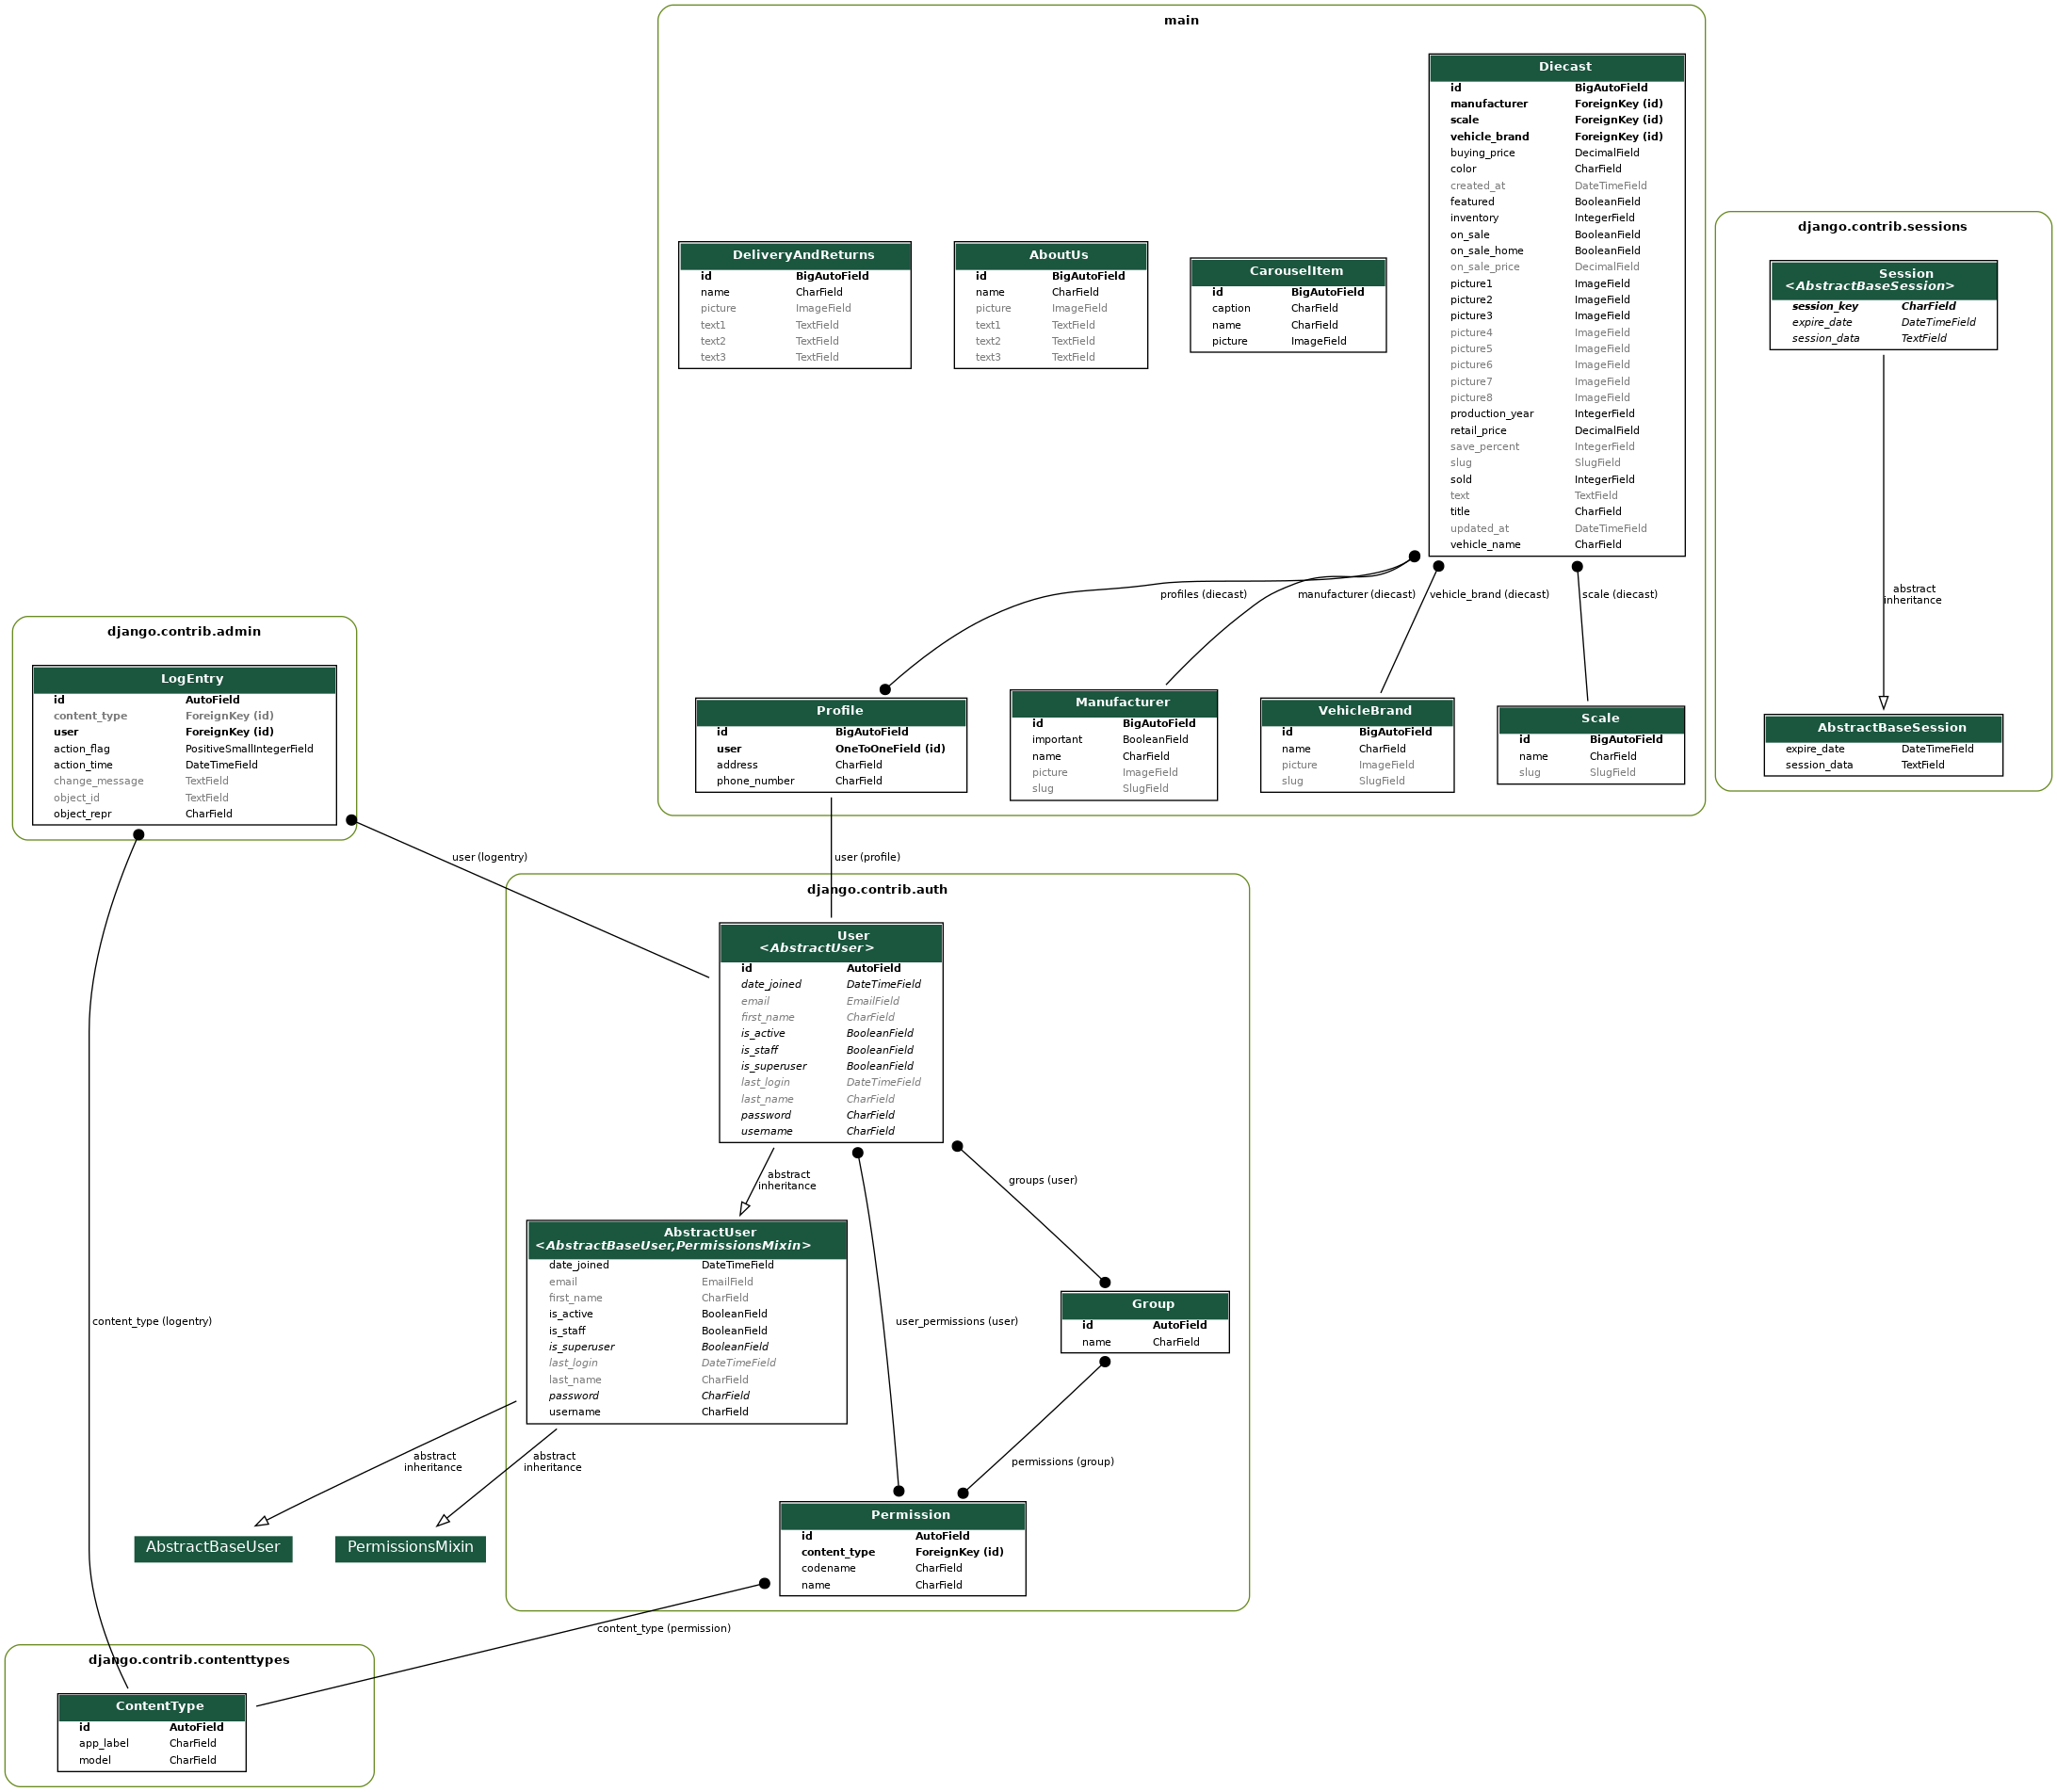 main
Diecast
id BigAutoField
manufacturer ForeignKey (id)
scale ForeignKey (id)
vehicle_brand ForeignKey (id)
buying_price DecimalField
color CharField
created_at DateTimeField
featured BooleanField
inventory IntegerField
on_sale BooleanField
on_sale_home BooleanField
on_sale_price DecimalField
picture1 ImageField
picture2 ImageField
picture3 ImageField
picture4 ImageField
picture5 ImageField
picture6 ImageField
picture7 ImageField
picture8 ImageField
production_year IntegerField
retail_price DecimalField
save_percent IntegerField
slug SlugField
sold IntegerField
text TextField
title CharField
updated_at DateTimeField
vehicle_name CharField
DeliveryAndReturns
id BigAutoField
name CharField
picture ImageField
text1 TextField
text2 TextField
text3 TextField
AboutUs
id BigAutoField
name CharField
picture ImageField
text1 TextField
text2 TextField
text3 TextField
CarouselItem
id BigAutoField
caption CharField
name CharField
picture ImageField
django.contrib.sessions
Session
<AbstractBaseSession>
session_key CharField
expire_date DateTimeField
session_data TextField
abstract
inheritance
AbstractBaseSession
expire_date DateTimeField
session_data TextField
profiles (diecast)
manufacturer (diecast)
vehicle_brand (diecast)
scale (diecast)
Profile
id BigAutoField
user OneToOneField (id)
address CharField
phone_number CharField
Manufacturer
id BigAutoField
important BooleanField
name CharField
picture ImageField
slug SlugField
VehicleBrand
id BigAutoField
name CharField
picture ImageField
slug SlugField
Scale
id BigAutoField
name CharField
slug SlugField
django.contrib.admin
LogEntry
id AutoField
content_type ForeignKey (id)
user ForeignKey (id)
action_flag PositiveSmallIntegerField
action_time DateTimeField
change_message TextField
object_id TextField
object_repr CharField
user (logentry)
user (profile)
django.contrib.auth
User
<AbstractUser>
id AutoField
date_joined DateTimeField
email EmailField
first_name CharField
is_active BooleanField
is_staff BooleanField
is_superuser BooleanField
last_login DateTimeField
last_name CharField
password CharField
username CharField
abstract
inheritance
groups (user)
AbstractUser
<AbstractBaseUser,PermissionsMixin>
date_joined DateTimeField
email EmailField
first_name CharField
is_active BooleanField
is_staff BooleanField
is_superuser BooleanField
last_login DateTimeField
last_name CharField
password CharField
username CharField
user_permissions (user)
Group
id AutoField
name CharField
content_type (logentry)
abstract
inheritance
abstract
inheritance
permissions (group)
AbstractBaseUser
PermissionsMixin
Permission
id AutoField
content_type ForeignKey (id)
codename CharField
name CharField
content_type (permission)
django.contrib.contenttypes
ContentType
id AutoField
app_label CharField
model CharField